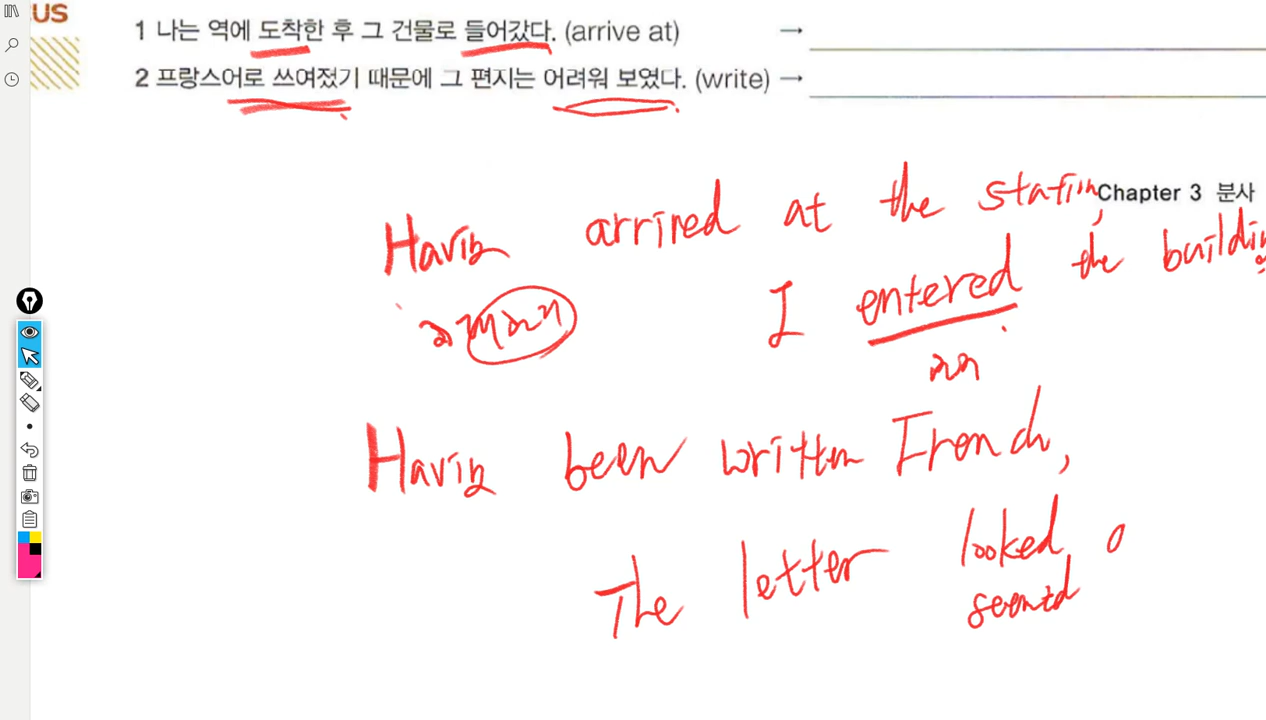 US
1 나는 역에 도착한 후 그 건물로 들어갔다. (arrive at) →
2 프랑스어로 쓰여졌기 때문에 그 편지는 어려워 보였다. (write) →
Chapter 3 분사
Having arrived at the station,
I entered the building
Having been written French,
The letter looked
seemed